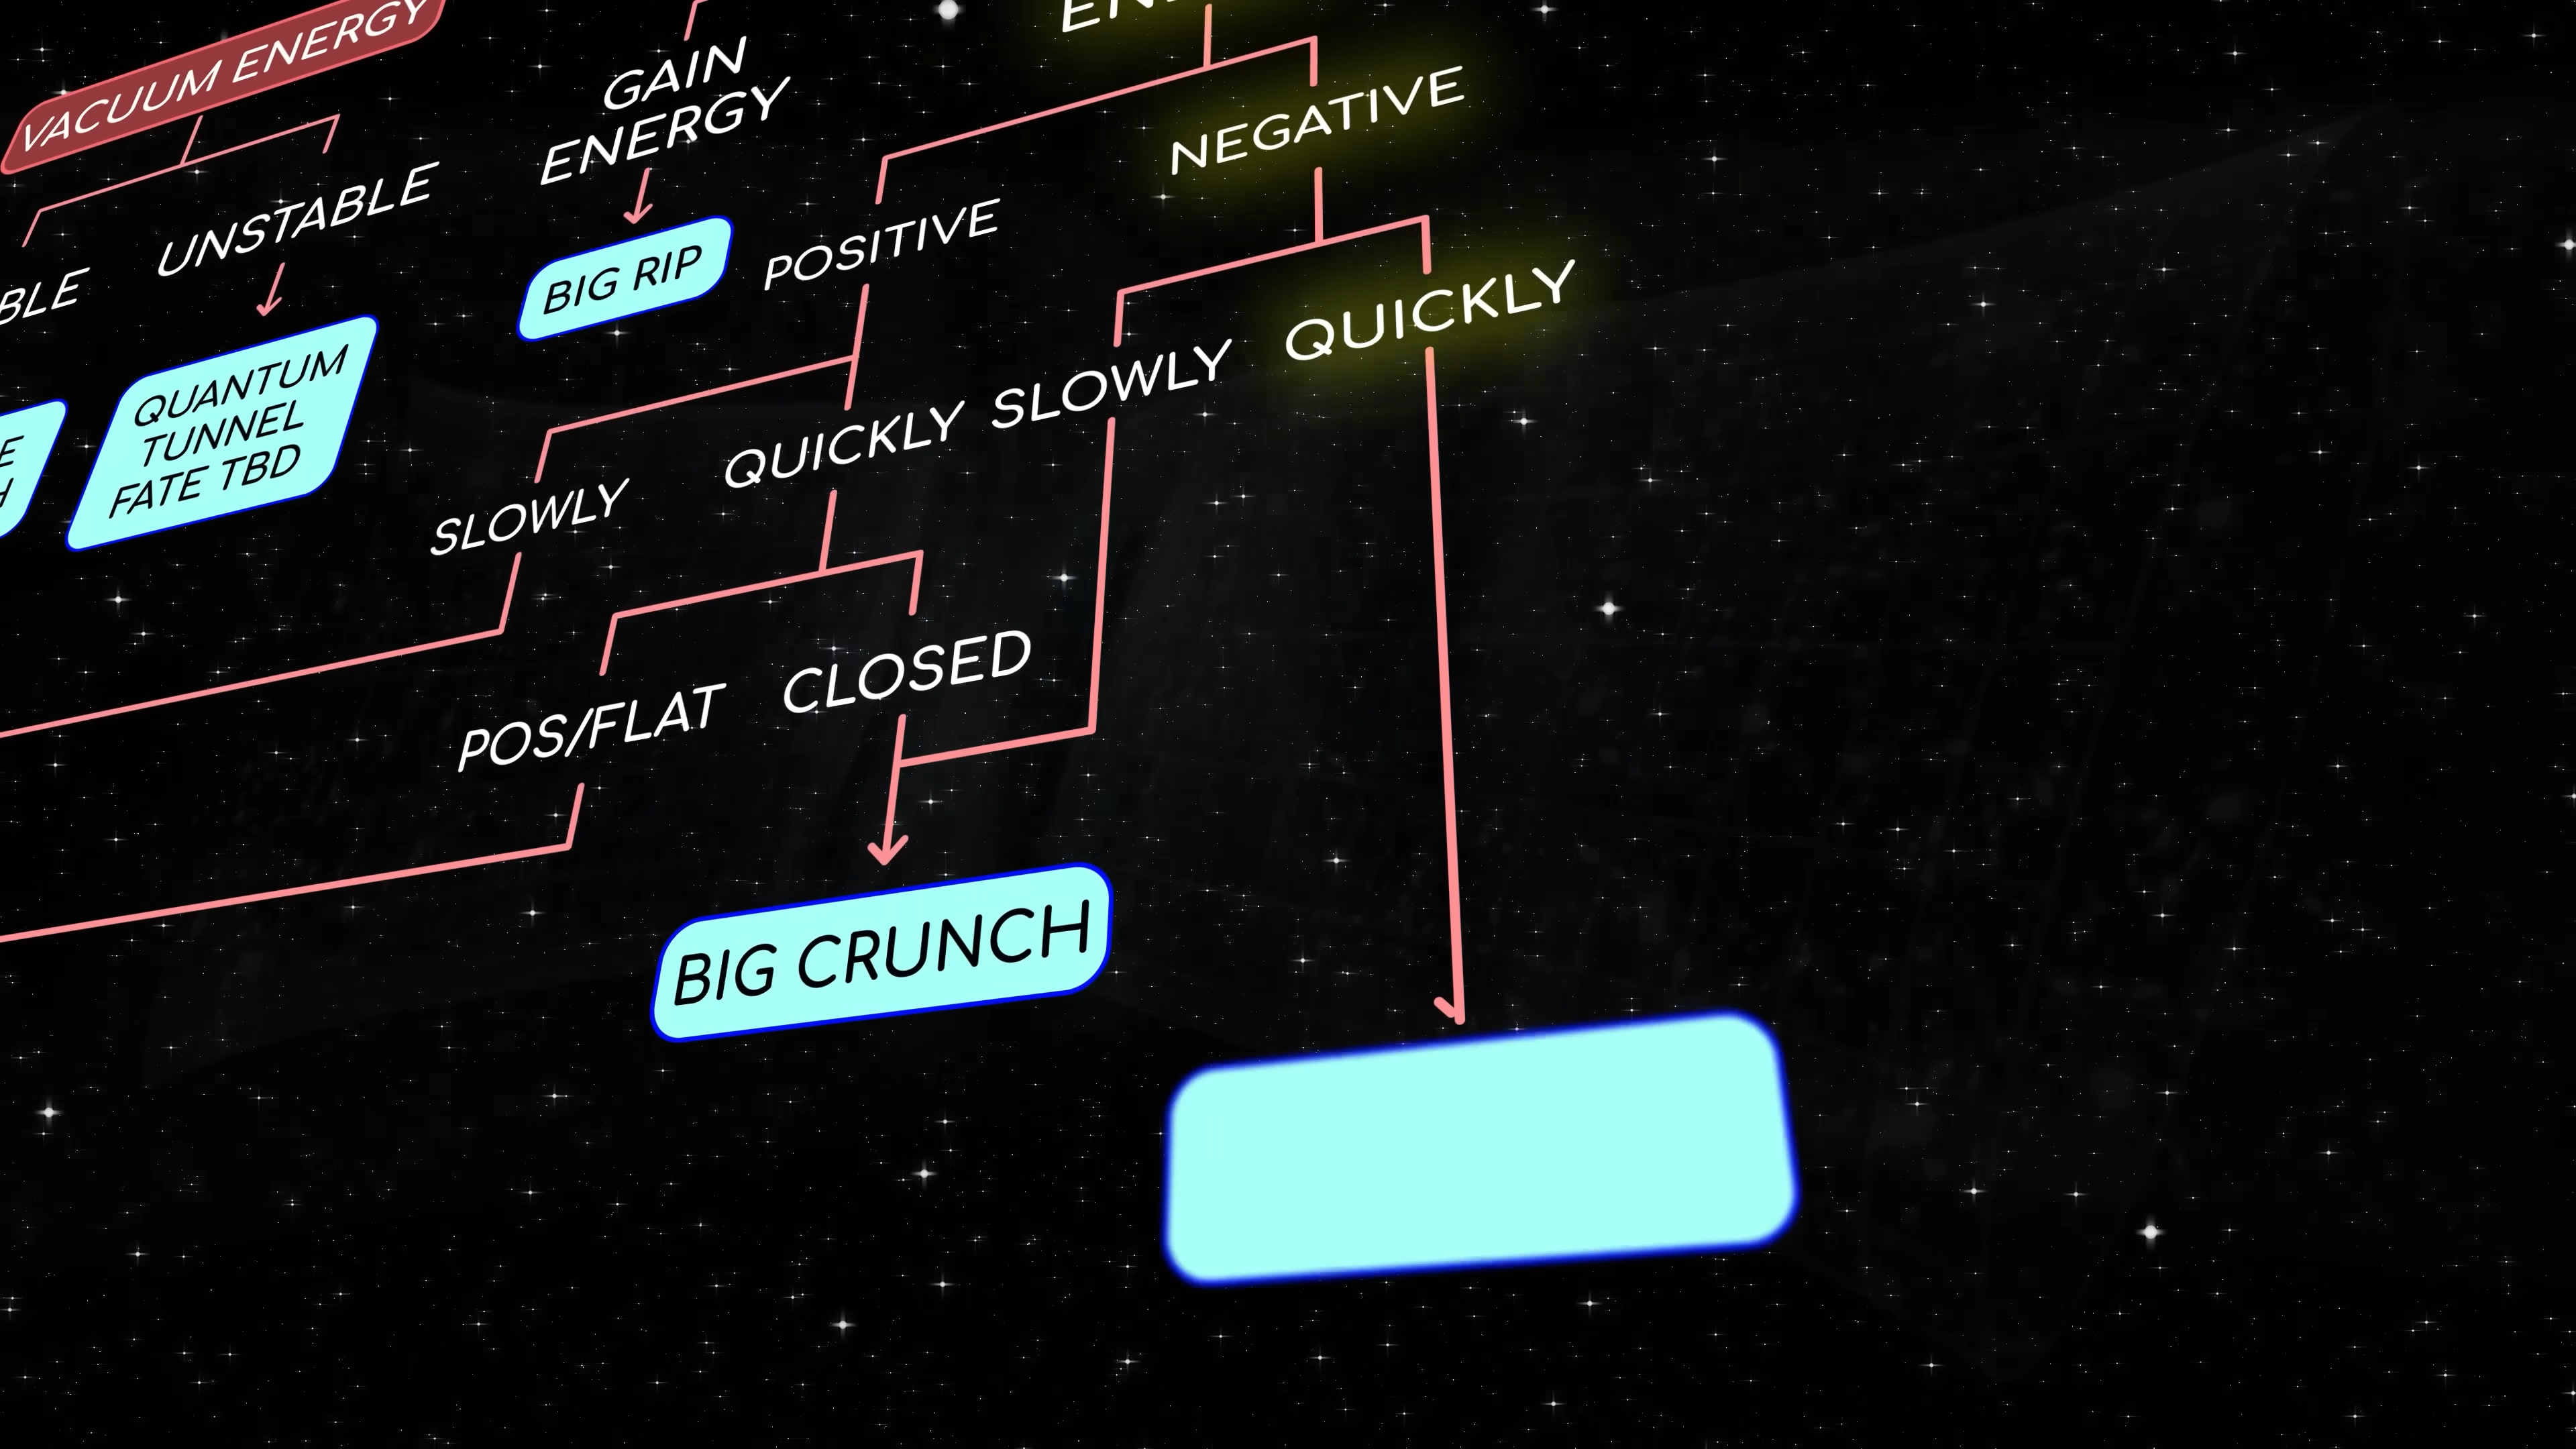 VACUUM ENERGY
GAIN
ENERGY
NEGATIVE
UNSTABLE
POSITIVE
BIG RIP
QUICKLY
QUANTUM
TUNNEL
FATE TBD
SLOWLY
QUICKLY
SLOWLY
POS/FLAT
CLOSED
BIG CRUNCH